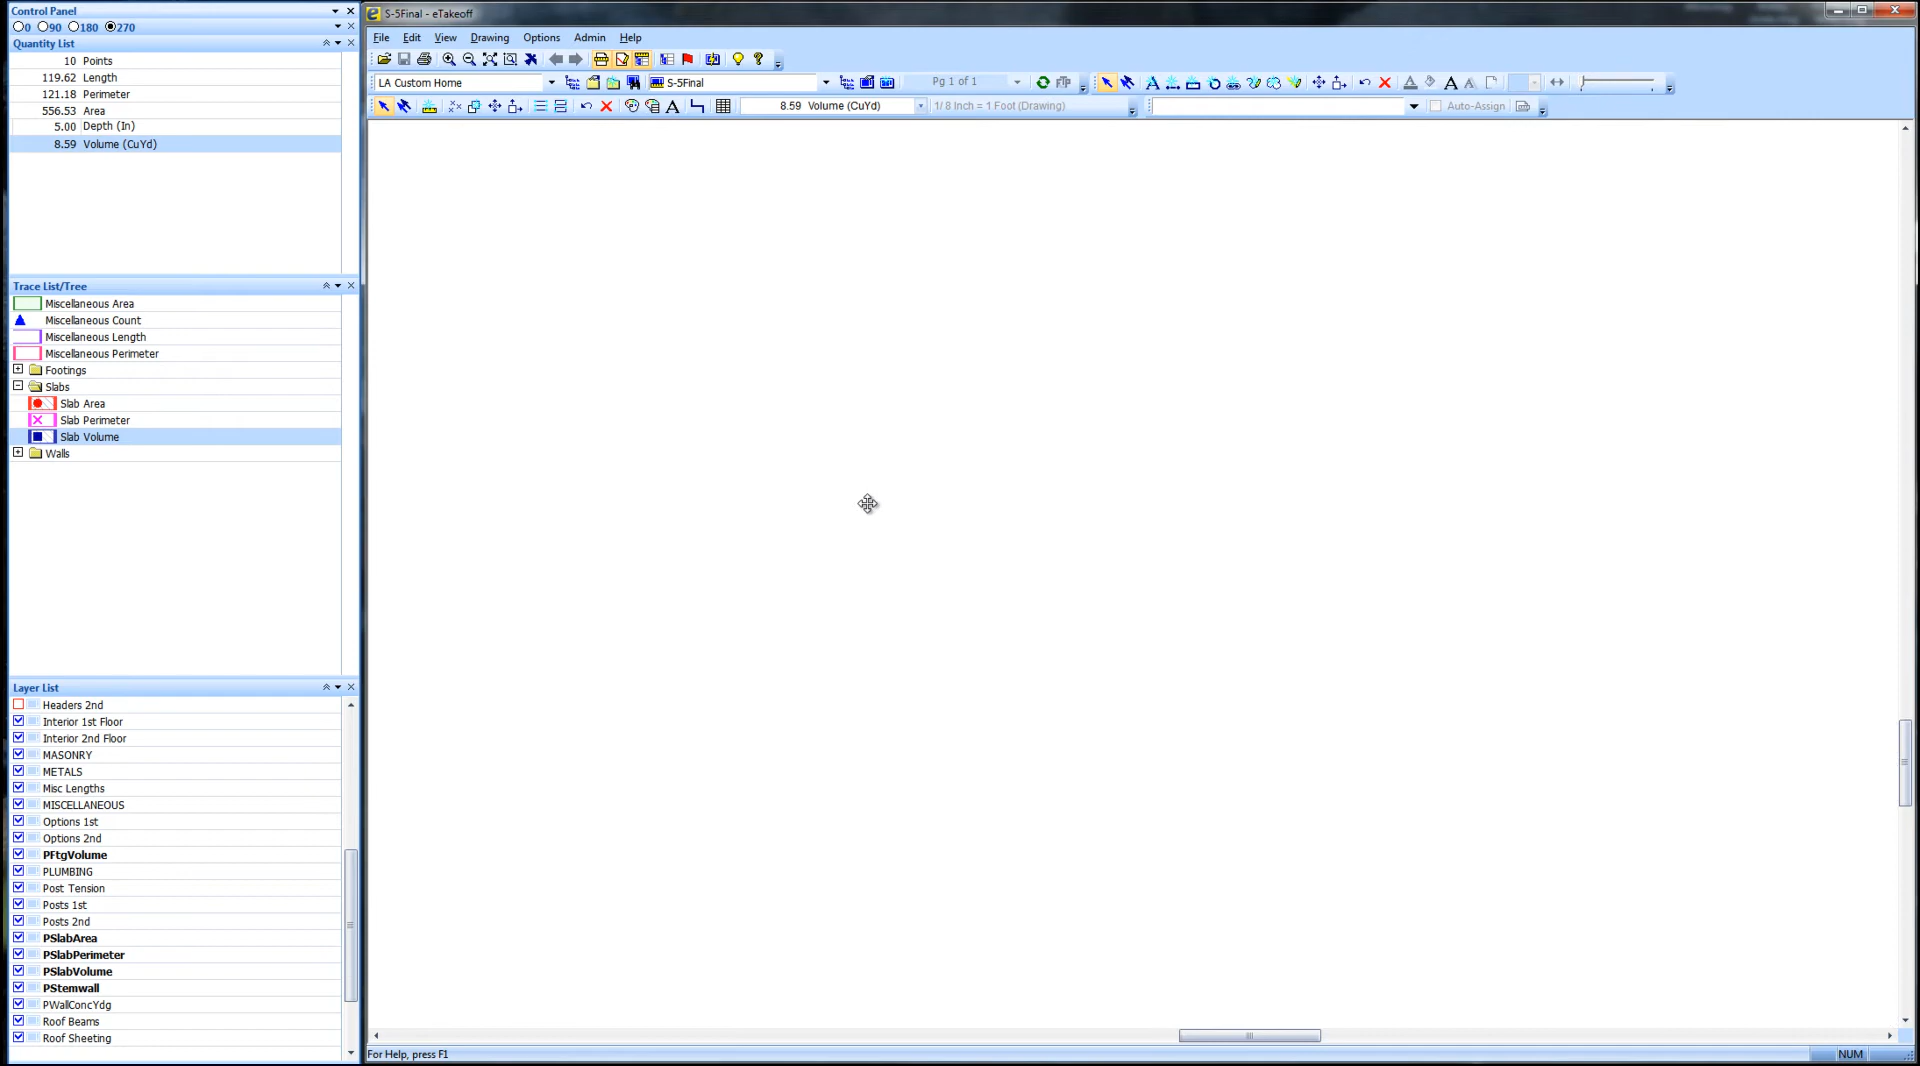 Control Panel
0 90 180 270
Quantity List
10 Points
119.62 Length
121.18 Perimeter
556.53 Area
5.00 Depth (In)
8.59 Volume (CuYd)
Trace List/Tree
Miscellaneous Area
Miscellaneous Count
Miscellaneous Length
Miscellaneous Perimeter
Footings
Slabs
Slab Area
Slab Perimeter
Slab Volume
Walls
Layer List
Headers 2nd
Interior 1st Floor
Interior 2nd Floor
MASONRY
METALS
Misc Lengths
MISCELLANEOUS
Options 1st
Options 2nd
PFtgVolume
PLUMBING
Post Tension
Posts 1st
Posts 2nd
PSlabArea
PSlabPerimeter
PSlabVolume
PStemwall
PWallConcYdg
Roof Beams
Roof Sheeting
S-5Final - eTakeoff
File Edit View Drawing Options Admin Help
LA Custom Home S-5Final Pg 1 of 1
8.59 Volume (CuYd) 1/ 8 Inch = 1 Foot (Drawing) Auto-Assign
For Help, press F1
NUM